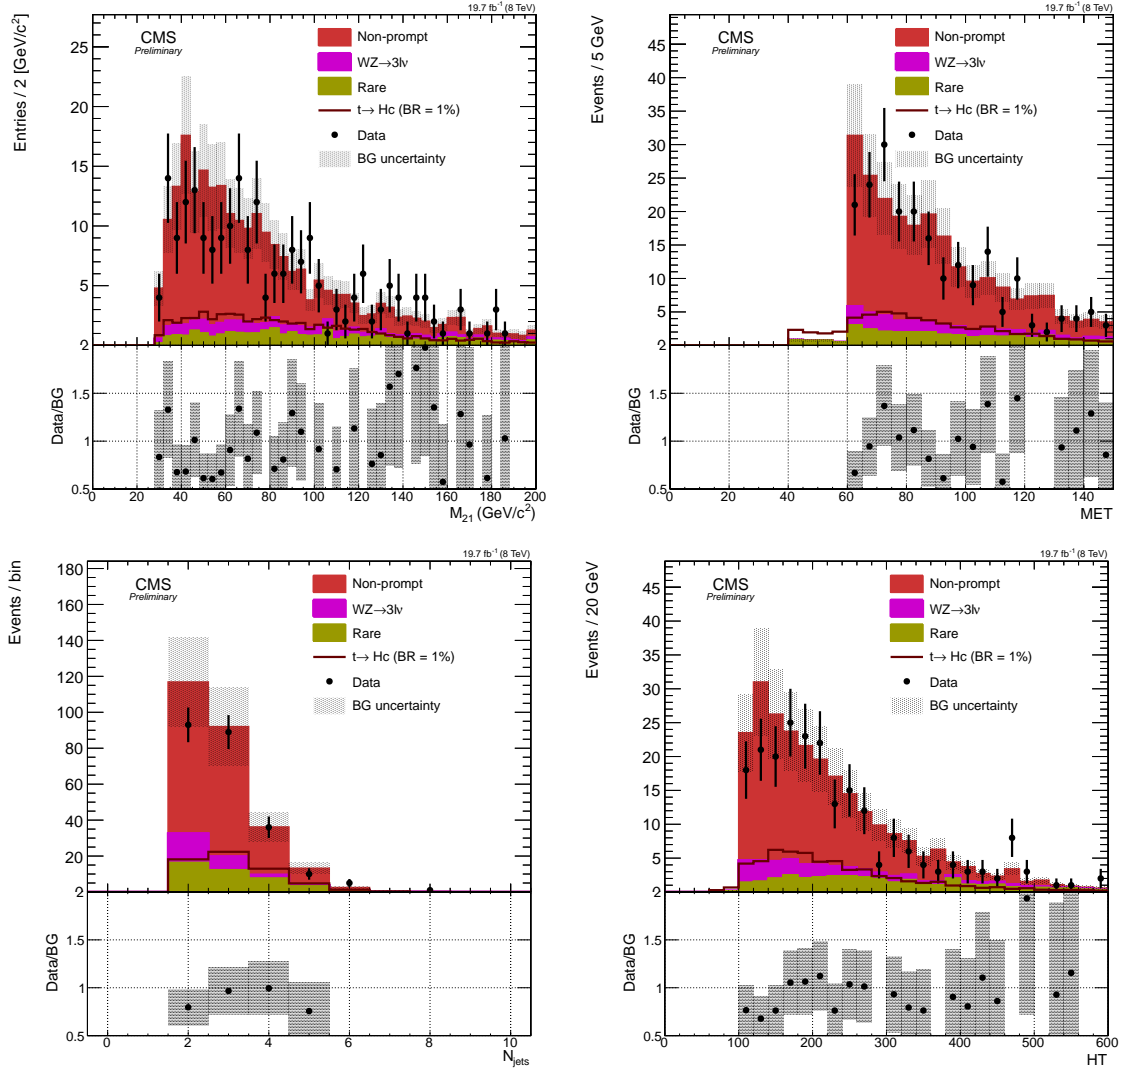 19.7 fb⁻¹ (8 TeV)
CMS
Preliminary
Entries / 2 [GeV/c²]
Non-prompt
WZ→3lν
Rare
t→ Hc (BR = 1%)
Data
BG uncertainty
25
20
15
10
5
2
Data/BG
1.5
1
0.5
0 20 40 60 80 100 120 140 160 180 200
M₂₁ (GeV/c²)
19.7 fb⁻¹ (8 TeV)
CMS
Preliminary
Events / 5 GeV
Non-prompt
WZ→3lν
Rare
t→ Hc (BR = 1%)
Data
BG uncertainty
45
40
35
30
25
20
15
10
5
2
Data/BG
1.5
1
0.5
0 20 40 60 80 100 120 140
MET
19.7 fb⁻¹ (8 TeV)
CMS
Preliminary
Events / bin
Non-prompt
WZ→3lν
Rare
t→ Hc (BR = 1%)
Data
BG uncertainty
180
160
140
120
100
80
60
40
20
2
Data/BG
1.5
1
0.5
0 2 4 6 8 10
N_jets
19.7 fb⁻¹ (8 TeV)
CMS
Preliminary
Events / 20 GeV
Non-prompt
WZ→3lν
Rare
t→ Hc (BR = 1%)
Data
BG uncertainty
45
40
35
30
25
20
15
10
5
2
Data/BG
1.5
1
0.5
0 100 200 300 400 500 600
HT